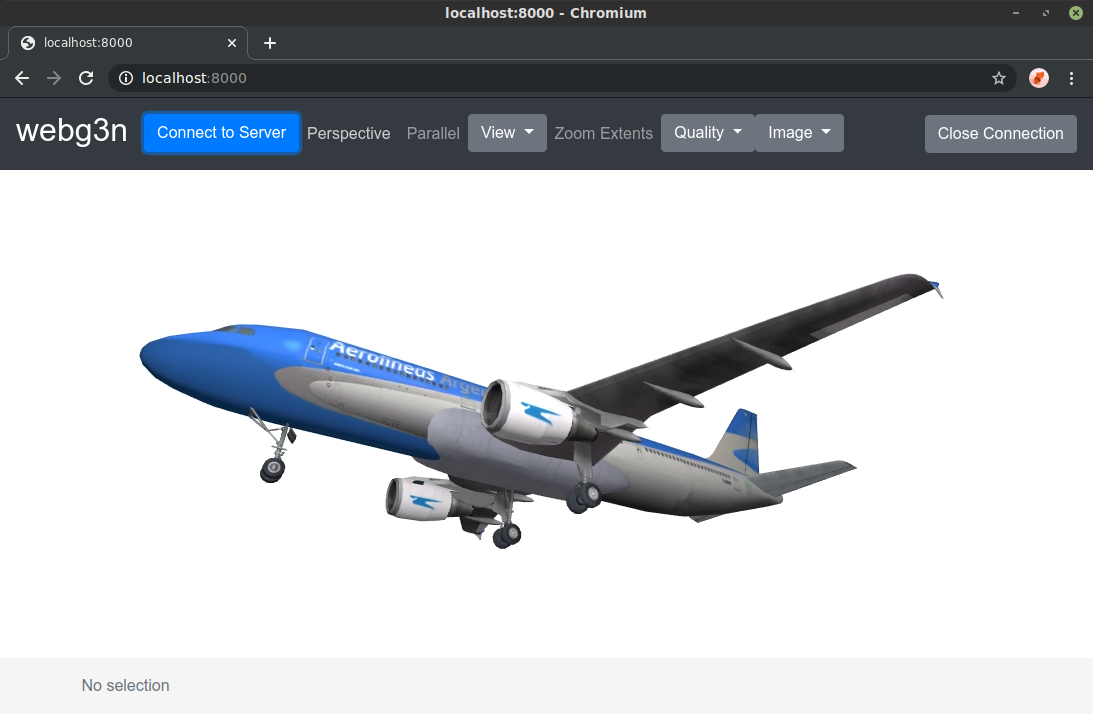 localhost:8000 - Chromium
localhost:8000
localhost:8000
webg3n Connect to Server Perspective Parallel View Zoom Extents Quality Image Close Connection
Aerolineas Argen
No selection